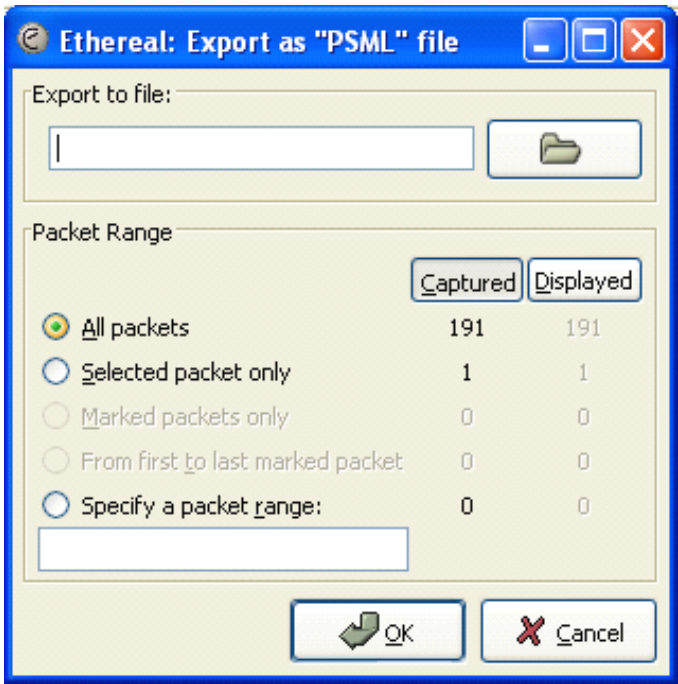 Ethereal: Export as "PSML" file
Export to file:
Packet Range
Captured Displayed
All packets 191 191
Selected packet only 1 1
Marked packets only 0 0
From first to last marked packet 0 0
Specify a packet range: 0 0
OK Cancel